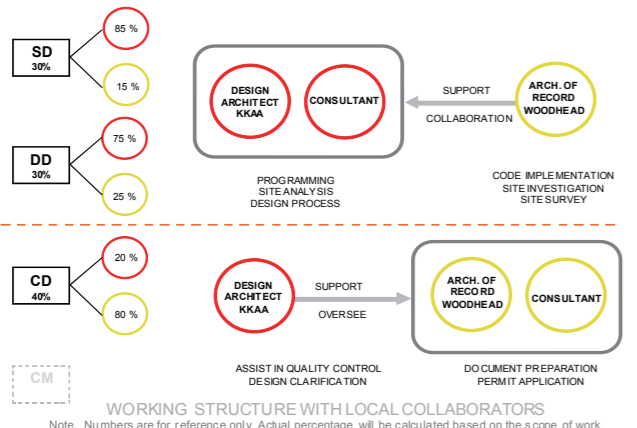 SD
30%
85 %
15 %
DESIGN
ARCHITECT
KKAA
CONSULTANT
SUPPORT
COLLABORATION
ARCH. OF
RECORD
WOODHEAD
DD
30%
75 %
25 %
PROGRAMMING
SITE ANALYSIS
DESIGN PROCESS
CODE IMPLEMENTATION
SITE INVESTIGATION
SITE SURVEY
CD
40%
20 %
80 %
DESIGN
ARCHITECT
KKAA
SUPPORT
OVERSEE
ARCH. OF
RECORD
WOODHEAD
CONSULTANT
ASSIST IN QUALITY CONTROL
DESIGN CLARIFICATION
DOCUMENT PREPARATION
PERMIT APPLICATION
CM
WORKING STRUCTURE WITH LOCAL COLLABORATORS
Note Numbers are for reference only. Actual percentage will be calculated based on the scope of work.